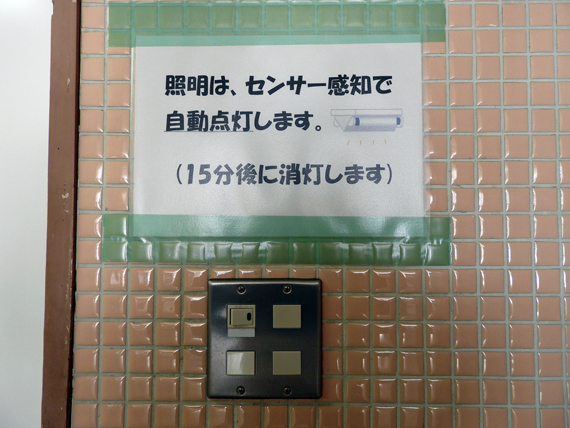 照明は、センサー感知で
自動点灯します。
(15分後に消灯します)